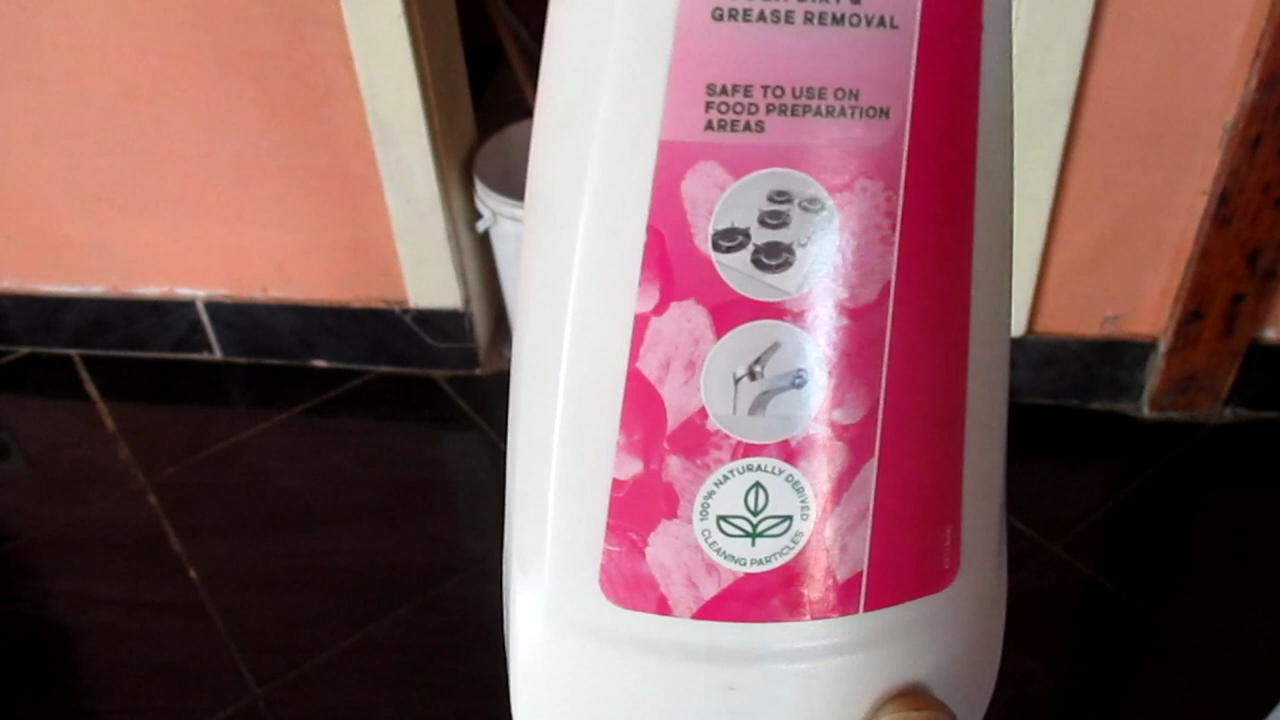 GREASE REMOVAL
SAFE TO USE ON
FOOD PREPARATION
AREAS
100% NATURALLY DERIVED
CLEANING PARTICLES